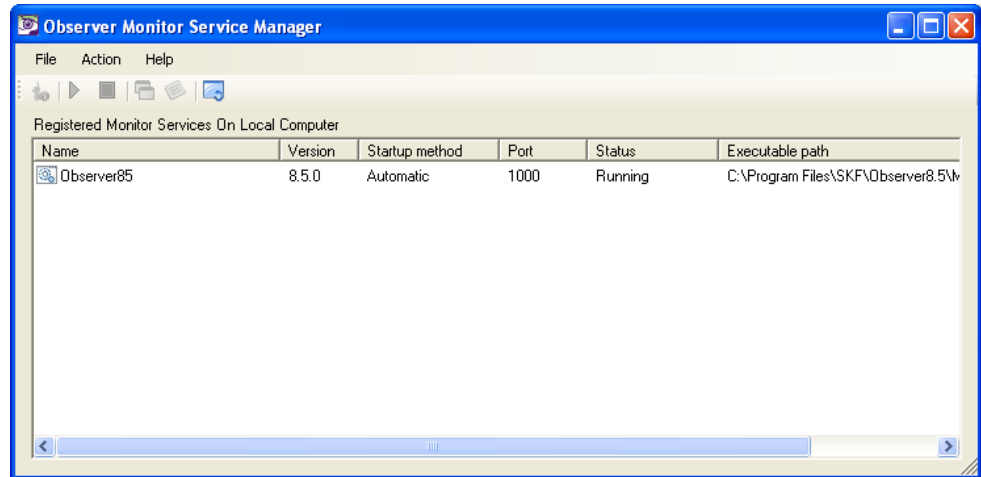 Observer Monitor Service Manager
File Action Help
Registered Monitor Services On Local Computer
Name Version Startup method Port Status Executable path
Observer85 8.5.0 Automatic 1000 Running C:\Program Files\SKF\Observer8.5\M